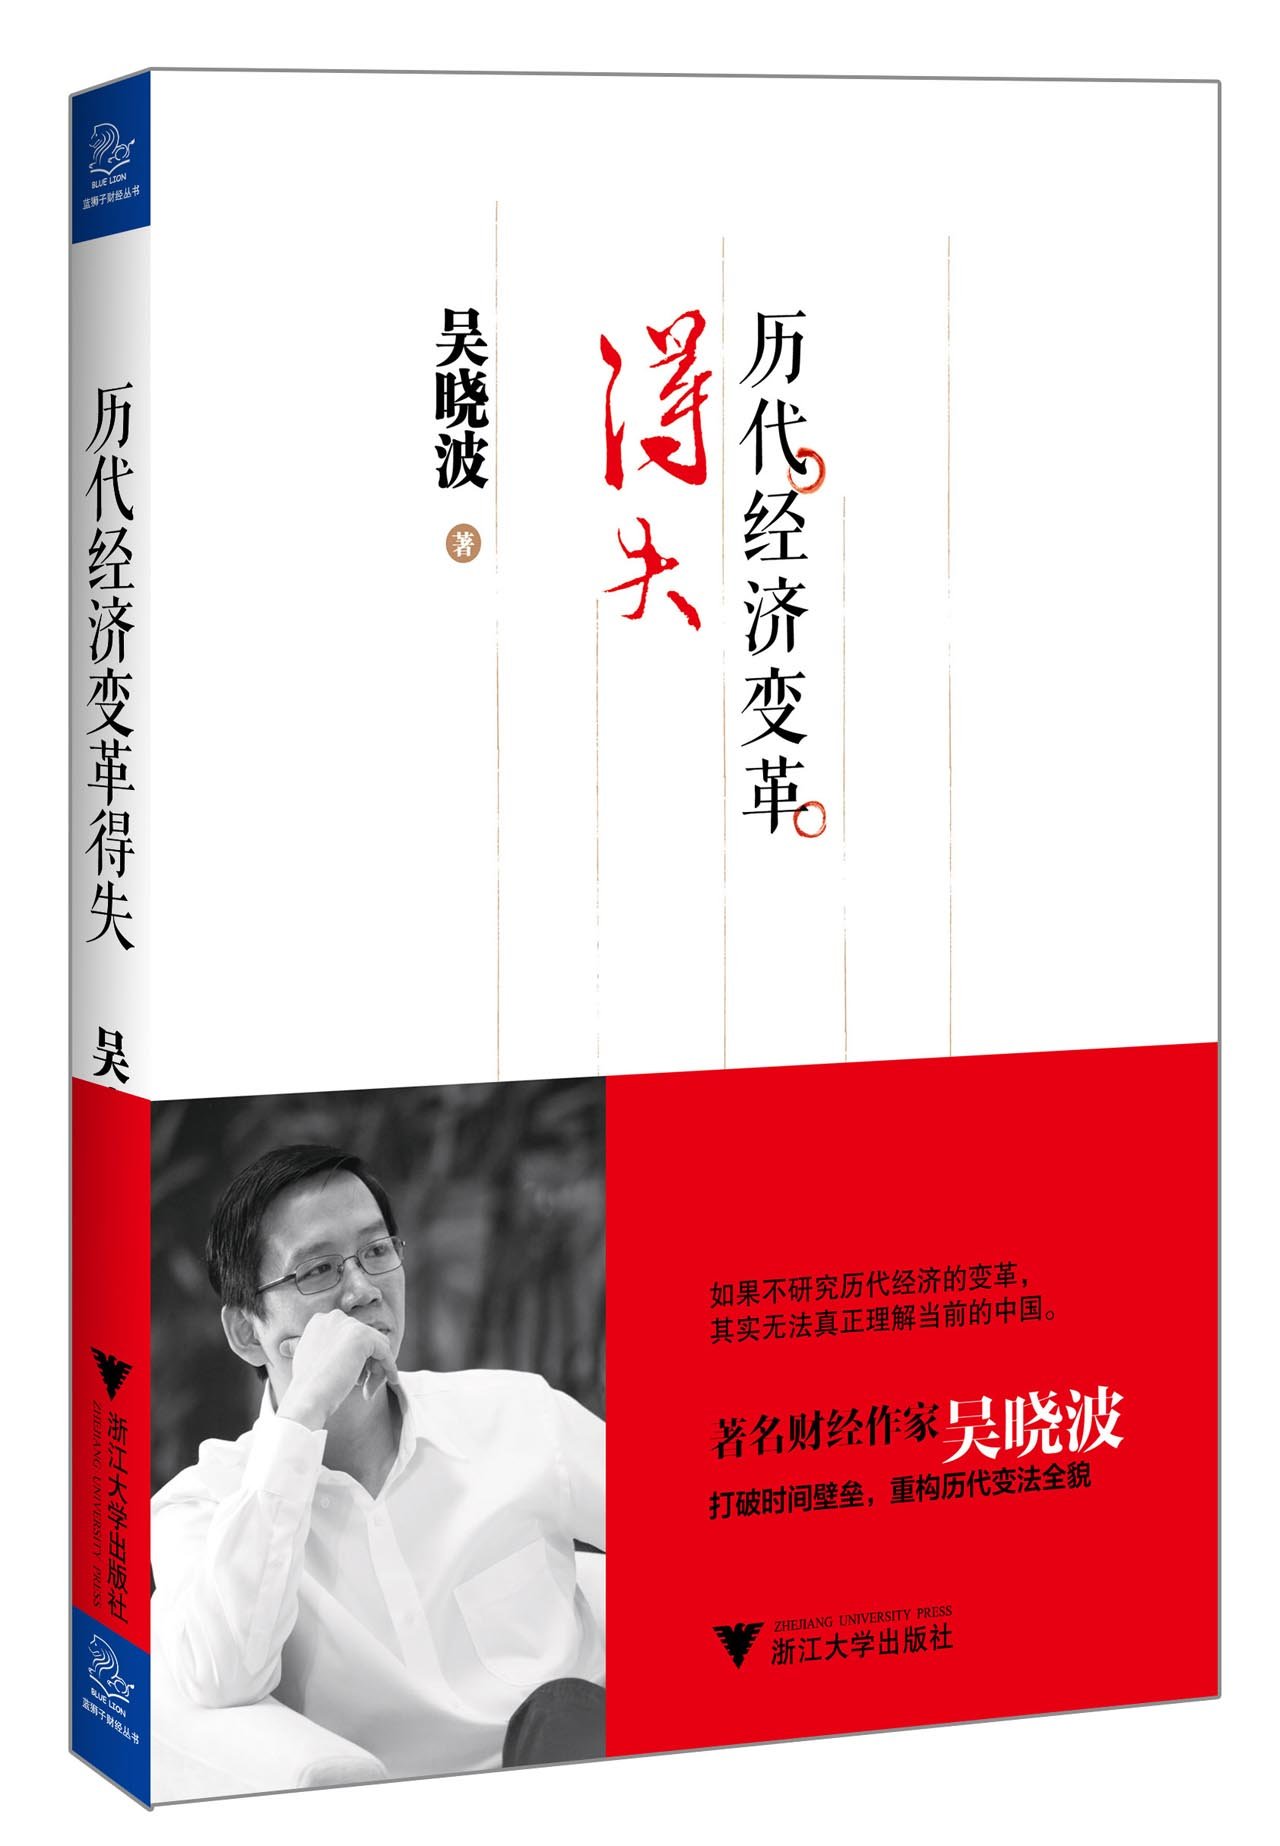 BLUE LION
蓝狮子财经丛书
历代经济变革得失
吴
浙江大学出版社
ZHEJIANG UNIVERSITY PRESS
BLUE LION
蓝狮子财经丛书
历代经济变革
得失
吴晓波
著
如果不研究历代经济的变革，
其实无法真正理解当前的中国。
著名财经作家吴晓波
打破时间壁垒，重构历代变法全貌
ZHEJIANG UNIVERSITY PRESS
浙江大学出版社